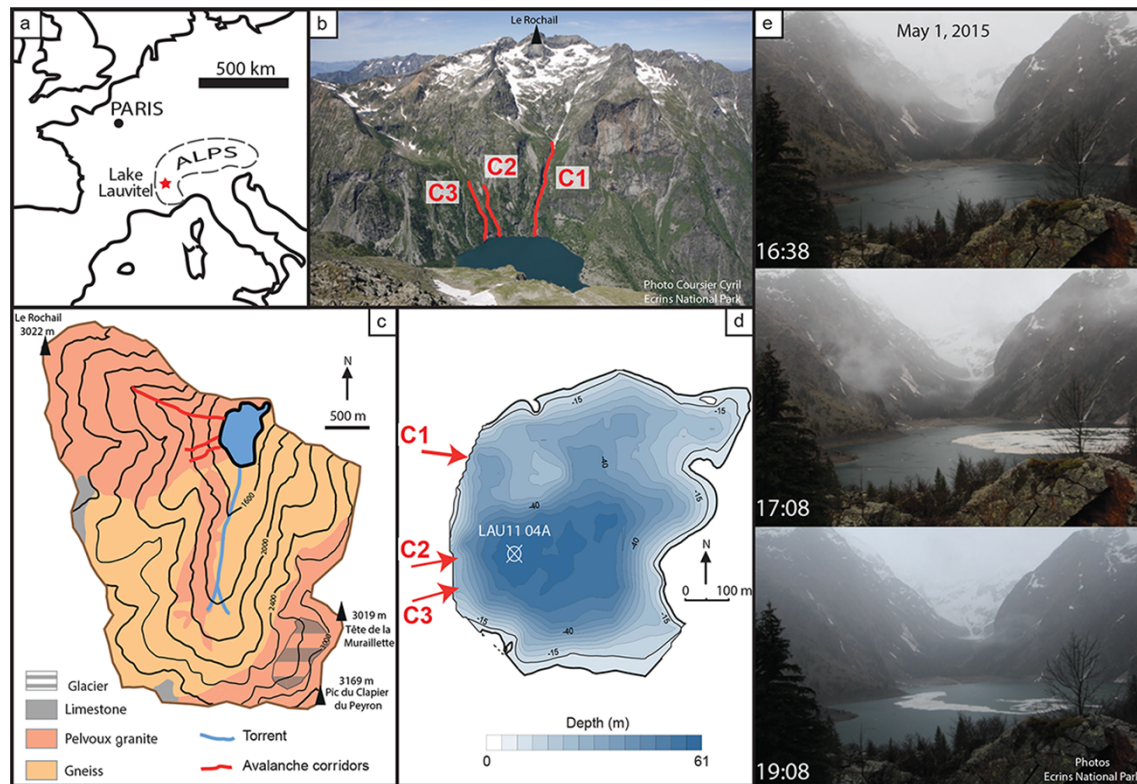 a
500 km
PARIS
ALPS
Lake
Lauvitel
b
Le Rochail
C3
C2
C1
Photo Coursier Cyril
Ecrins National Park
c
Le Rochail
3022 m
N
500 m
1600
2000
2400
3019 m
Tête de la
Muraillette
3169 m
Pic du Clapier
du Peyron
Glacier
Limestone
Pelvoux granite
Gneiss
Torrent
Avalanche corridors
d
-15
-15
C1
-40
-40
LAU11 04A
-40
C2
C3
N
0 100 m
-40
-15
-15
Depth (m)
0
61
e
May 1, 2015
16:38
17:08
19:08
Photos
Ecrins National Park